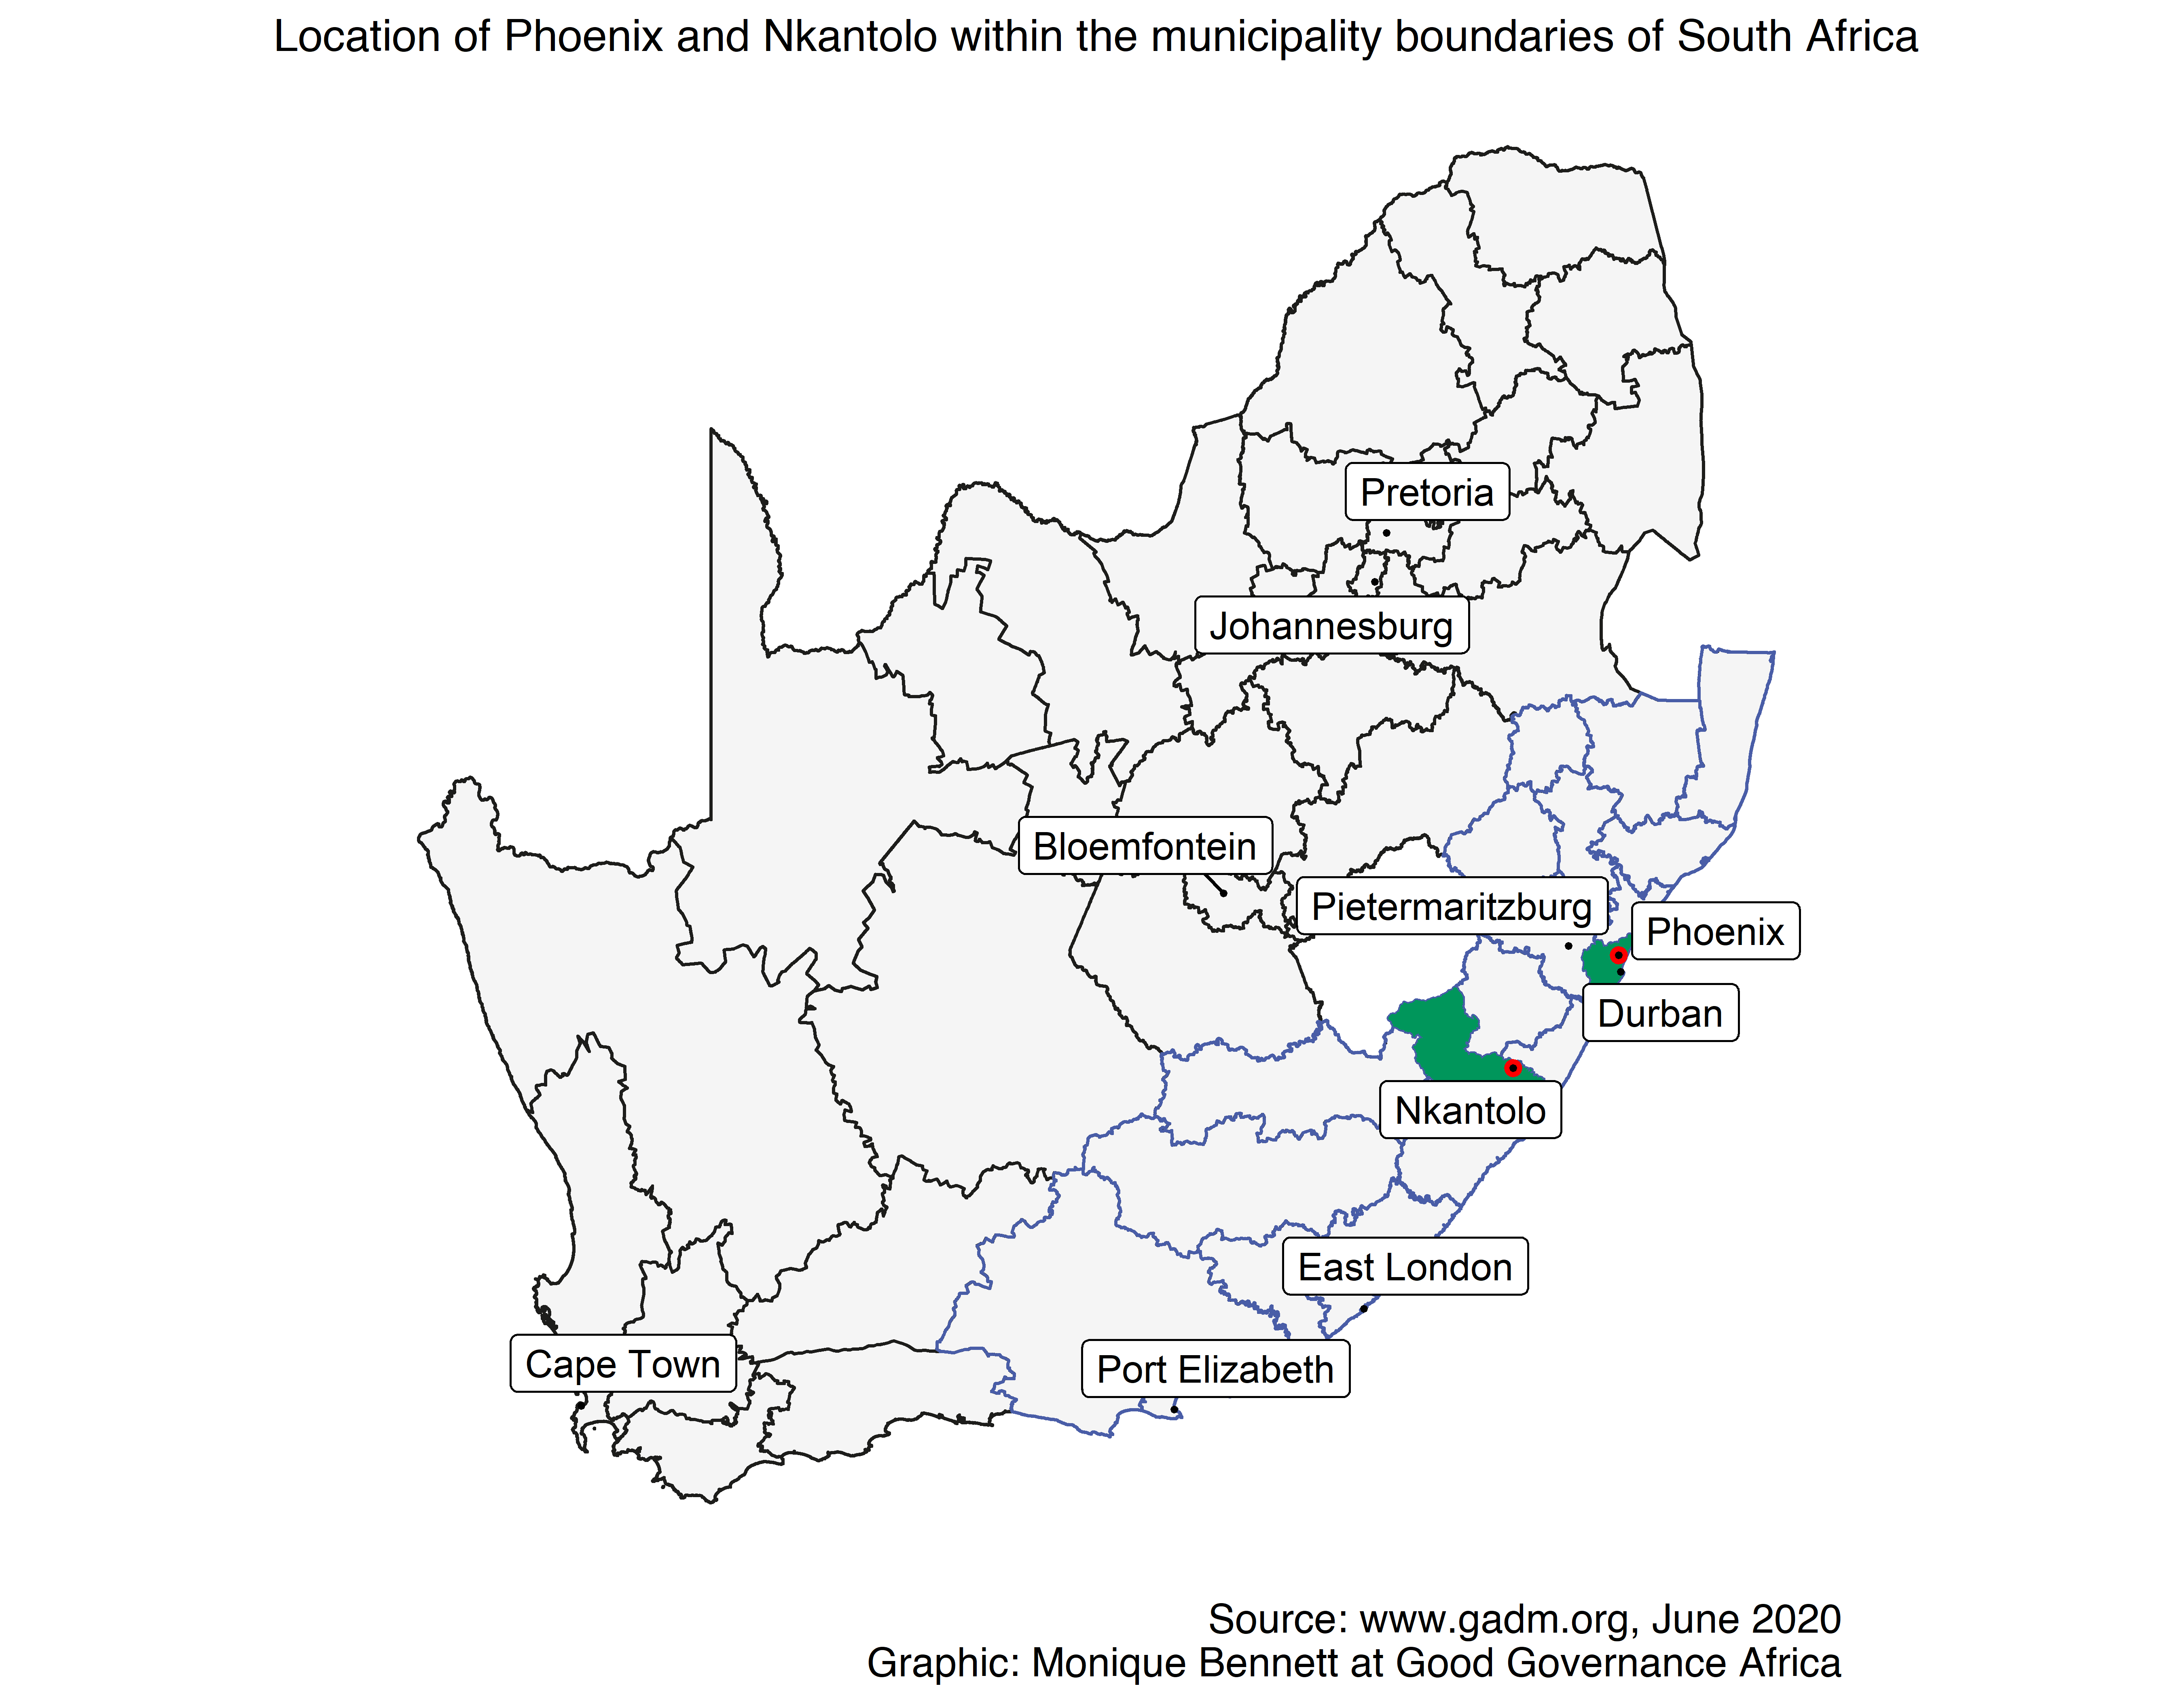 Location of Phoenix and Nkantolo within the municipality boundaries of South Africa
Pretoria
Johannesburg
Bloemfontein
Pietermaritzburg
Phoenix
Durban
Nkantolo
East London
Cape Town
Port Elizabeth
Source: www.gadm.org, June 2020
Graphic: Monique Bennett at Good Governance Africa